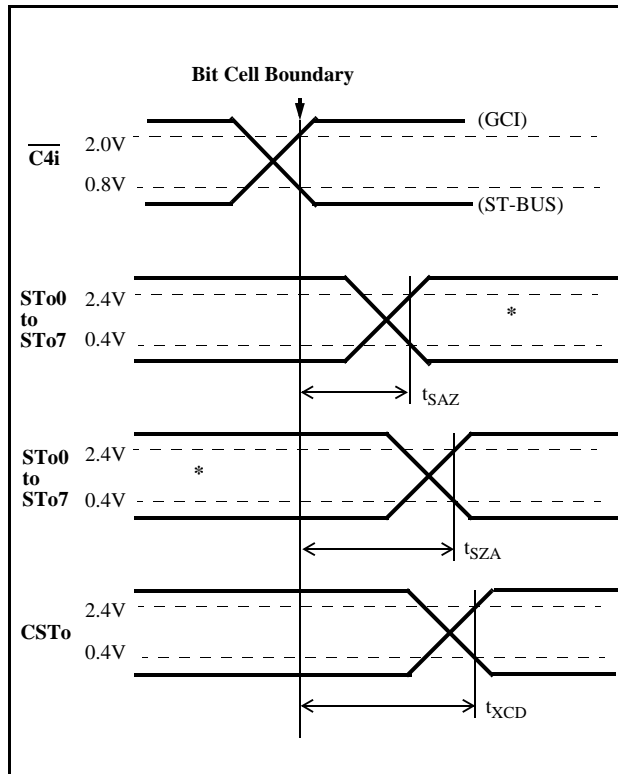 Bit Cell Boundary
C4i
2.0V
0.8V
(GCI)
(ST-BUS)
STo0
to
STo7
2.4V
0.4V
*
tSAZ
STo0
to
STo7
2.4V
0.4V
*
tSZA
CSTo
2.4V
0.4V
tXCD